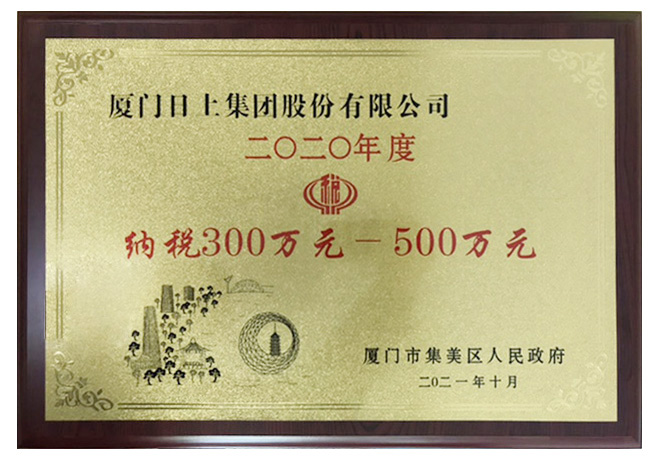 厦门日上集团股份有限公司
二〇二〇年度
税
纳税300万元－500万元
厦门市集美区人民政府
二〇二一年十月